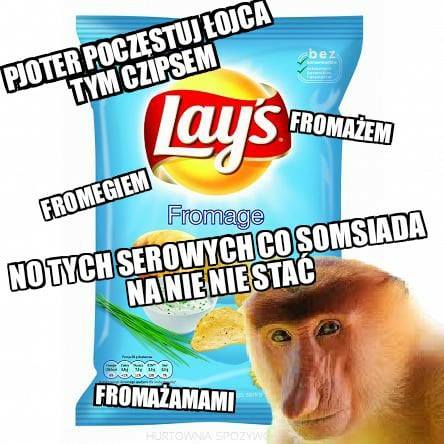 PJOTER POCZĘSTUJ ŁOJCA
TYM CZIPSEM
bez
Lay's
FROMAŻEM
FROMEGIEM
Fromage
NO TYCH SEROWYCH CO SOMSIADA
NA NIE NIE STAĆ
FROMAŻAMAMI
HURTOWNIA SPOZYWC